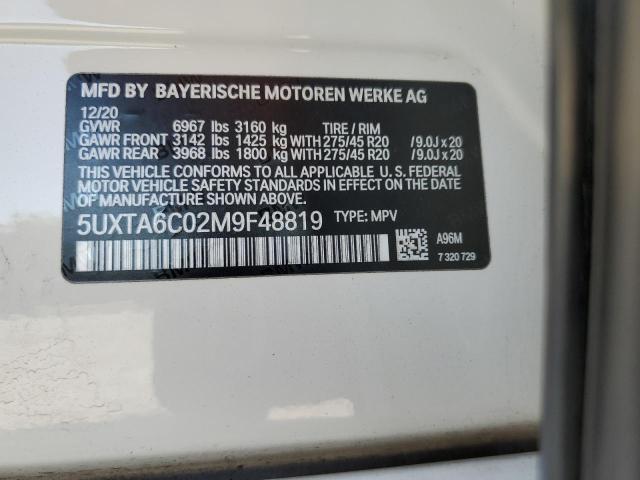 MFD BY BAYERISCHE MOTOREN WERKE AG
12/20
GVWR 6967 lbs 3160 kg TIRE / RIM
GAWR FRONT 3142 lbs 1425 kg WITH 275/45 R20 / 9.0J x 20
GAWR REAR 3968 lbs 1800 kg WITH 275/45 R20 / 9.0J x 20
THIS VEHICLE CONFORMS TO ALL APPLICABLE U. S. FEDERAL
MOTOR VEHICLE SAFETY STANDARDS IN EFFECT ON THE DATE
OF MANUFACTURE SHOWN ABOVE.
5UXTA6C02M9F48819 TYPE: MPV
A96M
7 320 729